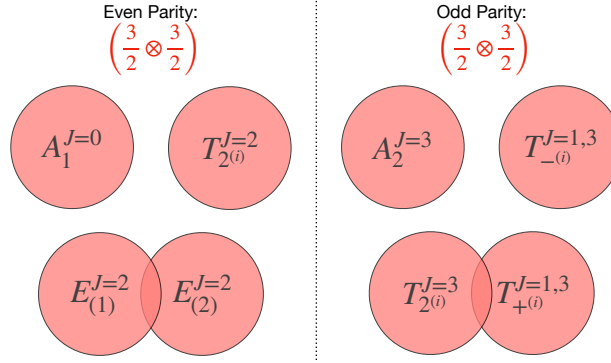 Even Parity: Odd Parity:
(3/2 ⊗ 3/2) (3/2 ⊗ 3/2)
A_1^{J=0} T_{2^{(i)}}^{J=2} A_2^{J=3} T_{-^{(i)}}^{J=1,3}
E_{(1)}^{J=2} E_{(2)}^{J=2} T_{2^{(i)}}^{J=3} T_{+^{(i)}}^{J=1,3}